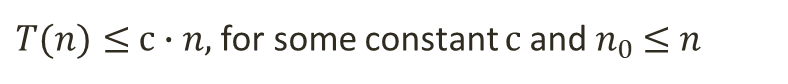 T(n) ≤ c · n, for some constant c and n₀ ≤ n